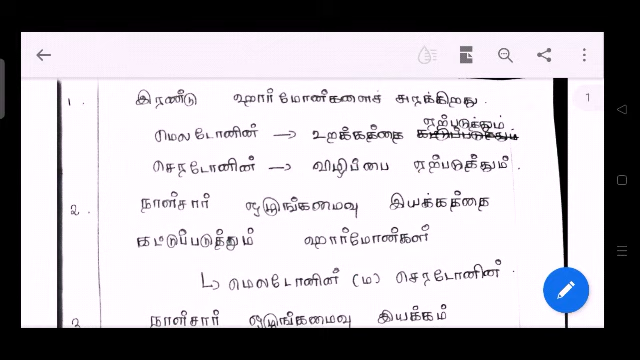 1
1. இரண்டு ஹார்மோன்களைச் சுரக்கிறது.
மெலடோனின் → உறக்கத்தை ஏற்படுத்தும்
செரடோனின் → விழிப்பை ஏற்படுத்தும்.
2. நாள்சார் ஒழுங்கமைவு இயக்கத்தை
கட்டுப்படுத்தும் ஹார்மோன்கள்
↳ மெலடோனின் (ம) செரடோனின்.
3. நாள்சார் ஒழுங்கமைவு இயக்கம்